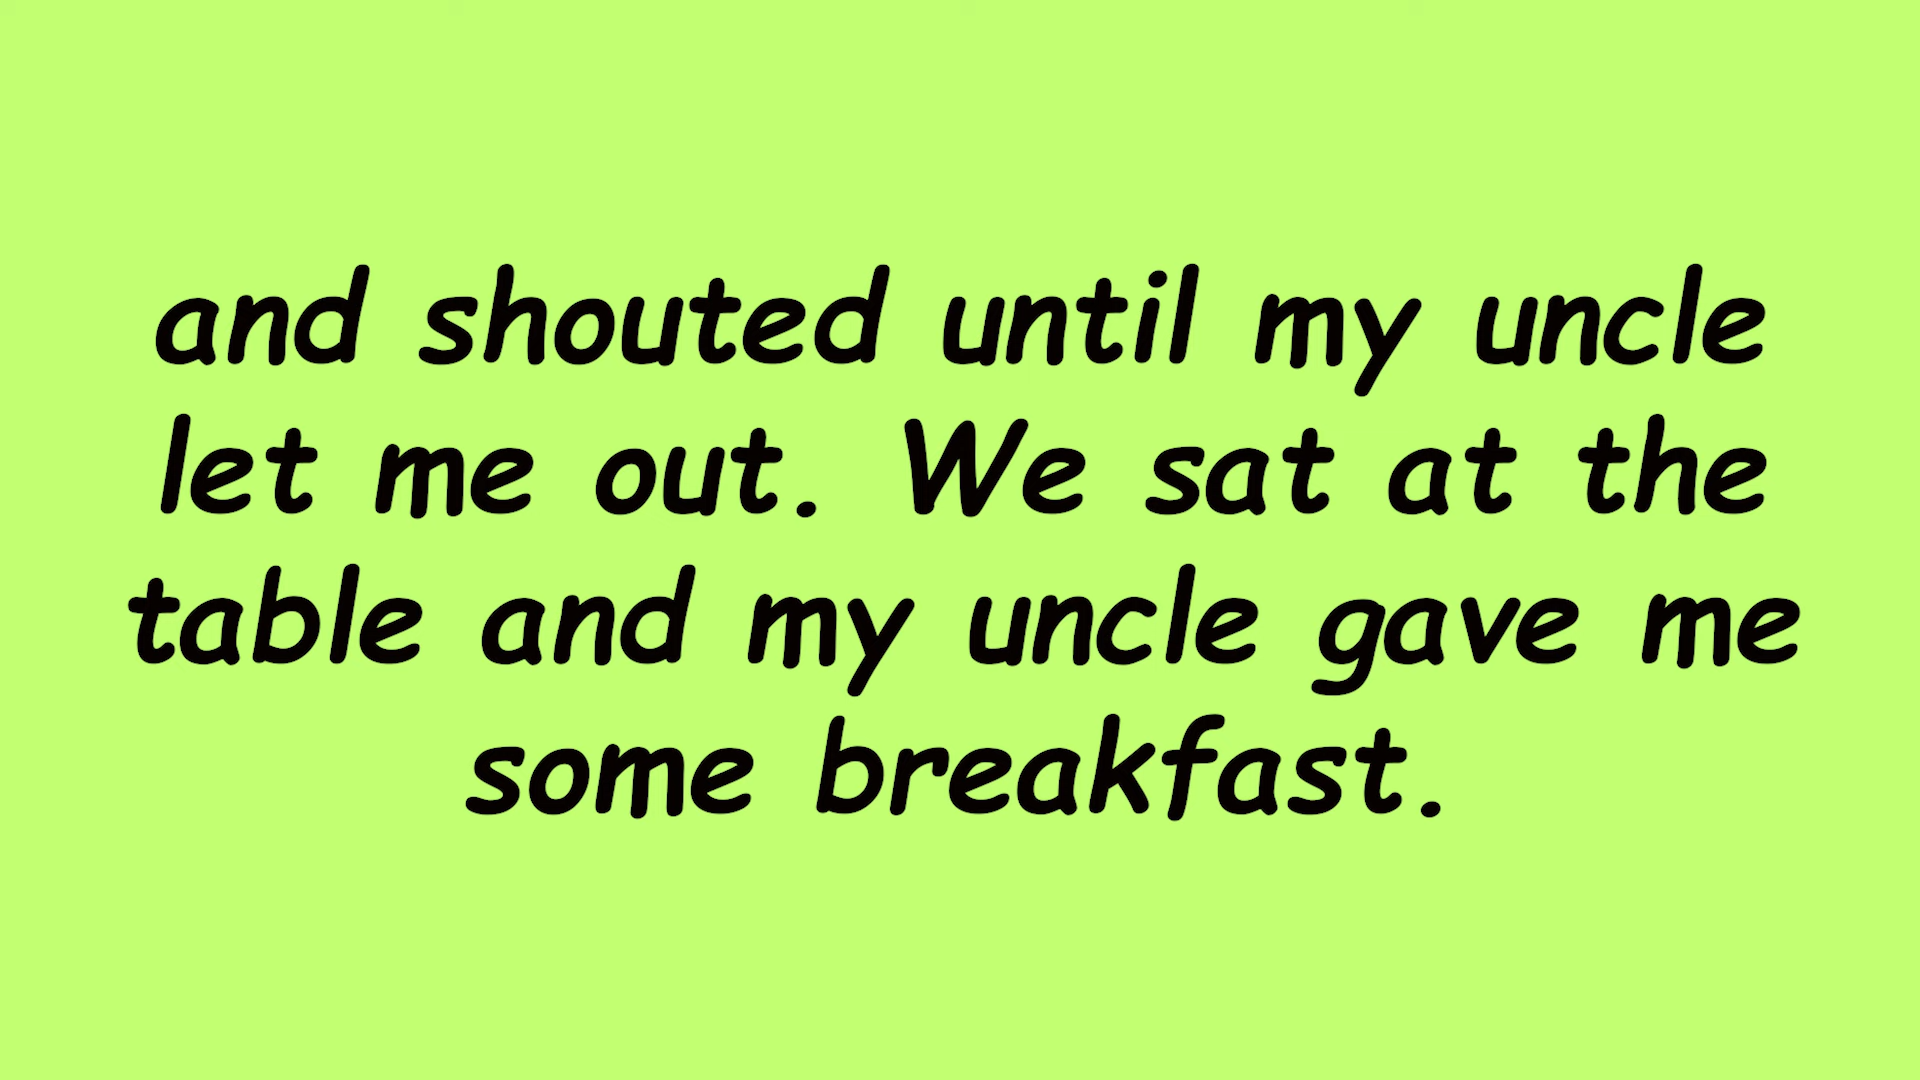 and shouted until my uncle
let me out. We sat at the
table and my uncle gave me
some breakfast.